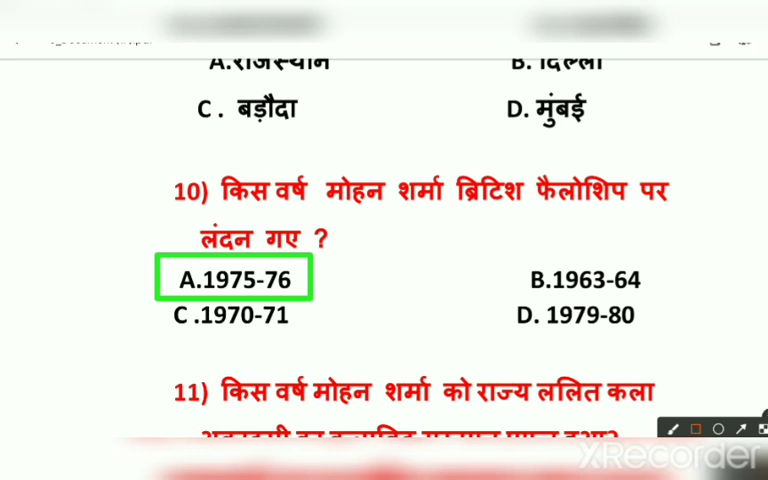 A.राजस्थान B. दिल्ली
C . बड़ौदा D. मुंबई
10) किस वर्ष मोहन शर्मा ब्रिटिश फैलोशिप पर
लंदन गए ?
A.1975-76 B.1963-64
C .1970-71 D. 1979-80
11) किस वर्ष मोहन शर्मा को राज्य ललित कला
XRecorder